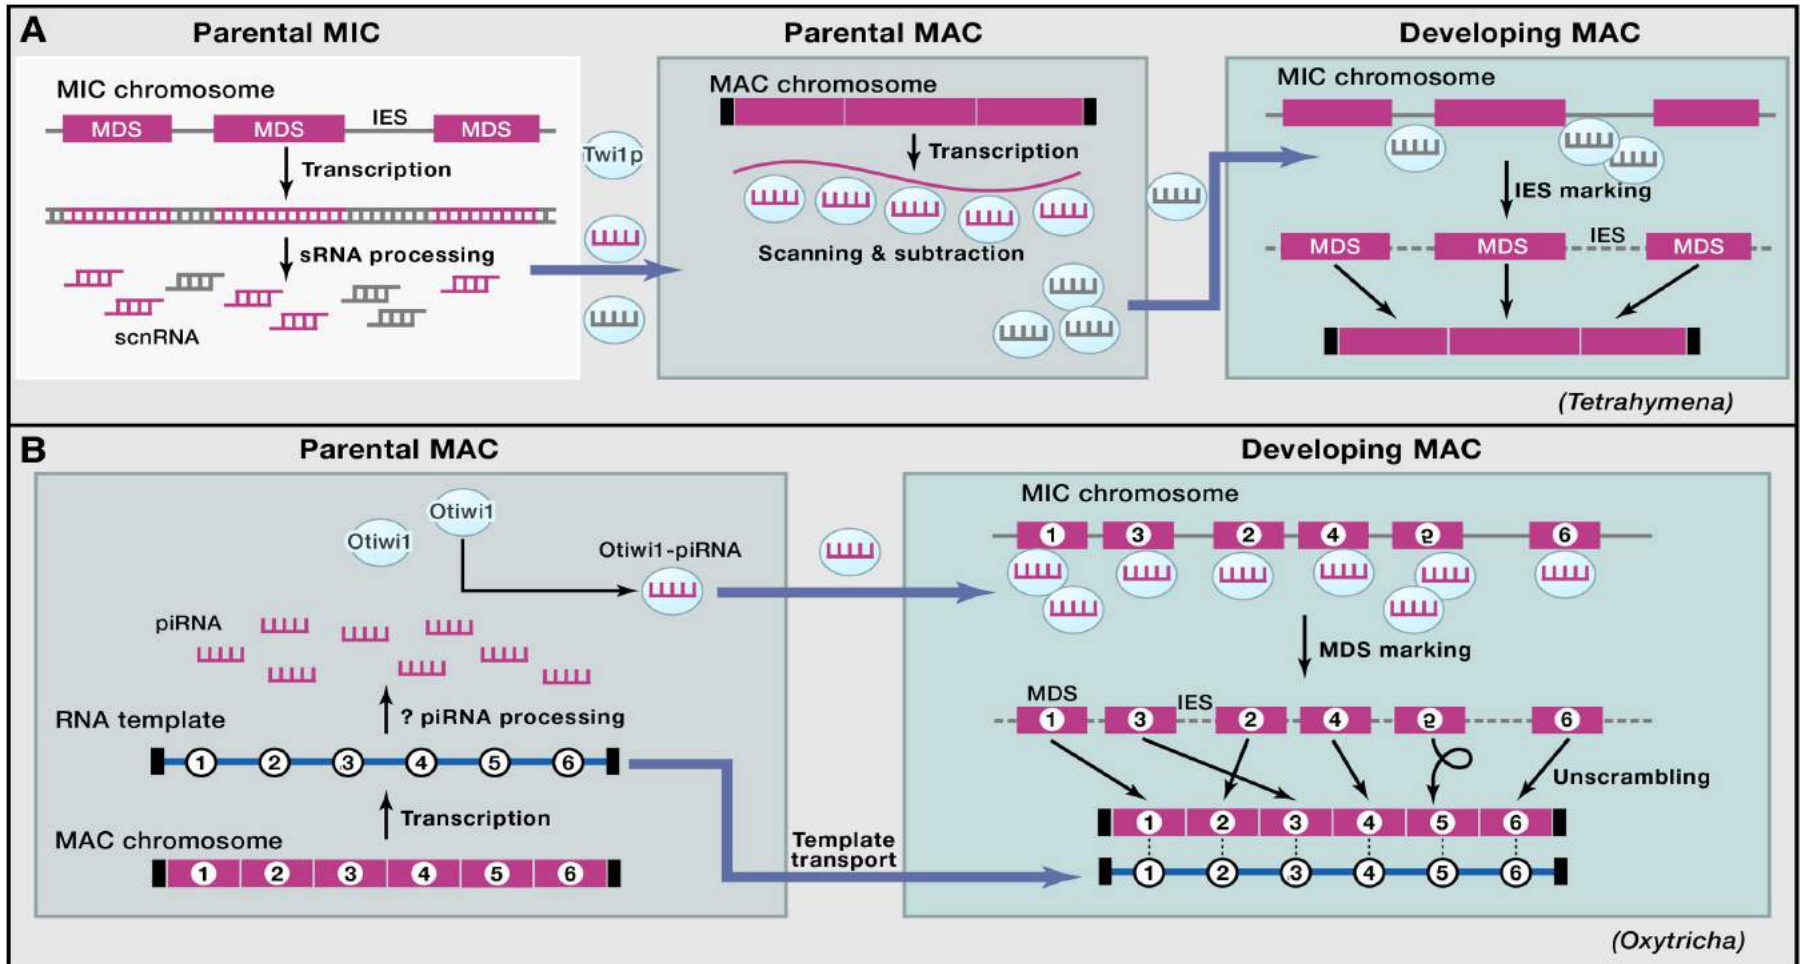 A
Parental MIC
Parental MAC
Developing MAC
MIC chromosome
MDS
MDS
IES
MDS
Transcription
sRNA processing
scnRNA
Twi1p
MAC chromosome
Transcription
Scanning & subtraction
MIC chromosome
IES marking
MDS
MDS
IES
MDS
(Tetrahymena)
B
Parental MAC
Developing MAC
Otiwi1
Otiwi1
Otiwi1-piRNA
piRNA
? piRNA processing
RNA template
1 2 3 4 5 6
Transcription
MAC chromosome
1 2 3 4 5 6
Template
transport
MIC chromosome
1 3 2 4 5 6
MDS marking
MDS
IES
1 3 2 4 5 6
Unscrambling
1 2 3 4 5 6
1 2 3 4 5 6
(Oxytricha)